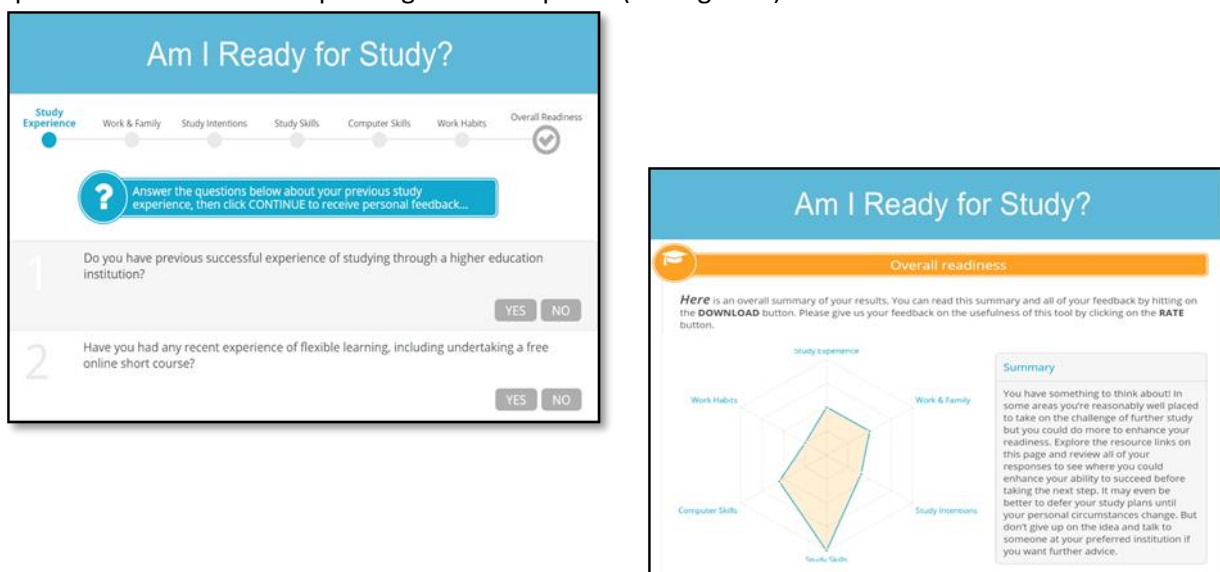 Am I Ready for Study?
Study
Experience
Work & Family
Study Intentions
Study Skills
Computer Skills
Work Habits
Overall Readiness
?
Answer the questions below about your previous study
experience, then click CONTINUE to receive personal feedback...
1
Do you have previous successful experience of studying through a higher education
institution?
YES NO
2
Have you had any recent experience of flexible learning, including undertaking a free
online short course?
YES NO
Am I Ready for Study?
Overall readiness
Here is an overall summary of your results. You can read this summary and all of your feedback by hitting on
the DOWNLOAD button. Please give us your feedback on the usefulness of this tool by clicking on the RATE
button.
Study Experience
Work Habits
Work & Family
Computer Skills
Study Intentions
Study Skills
Summary
You have something to think about! In
some areas you're reasonably well placed
to take on the challenge of further study
but you could do more to enhance your
readiness. Explore the resource links on
this page and review all of your
responses to see where you could
enhance your ability to succeed before
taking the next step. It may even be
better to defer your study plans until
your personal circumstances change. But
don't give up on the idea and talk to
someone at your preferred institution if
you want further advice.